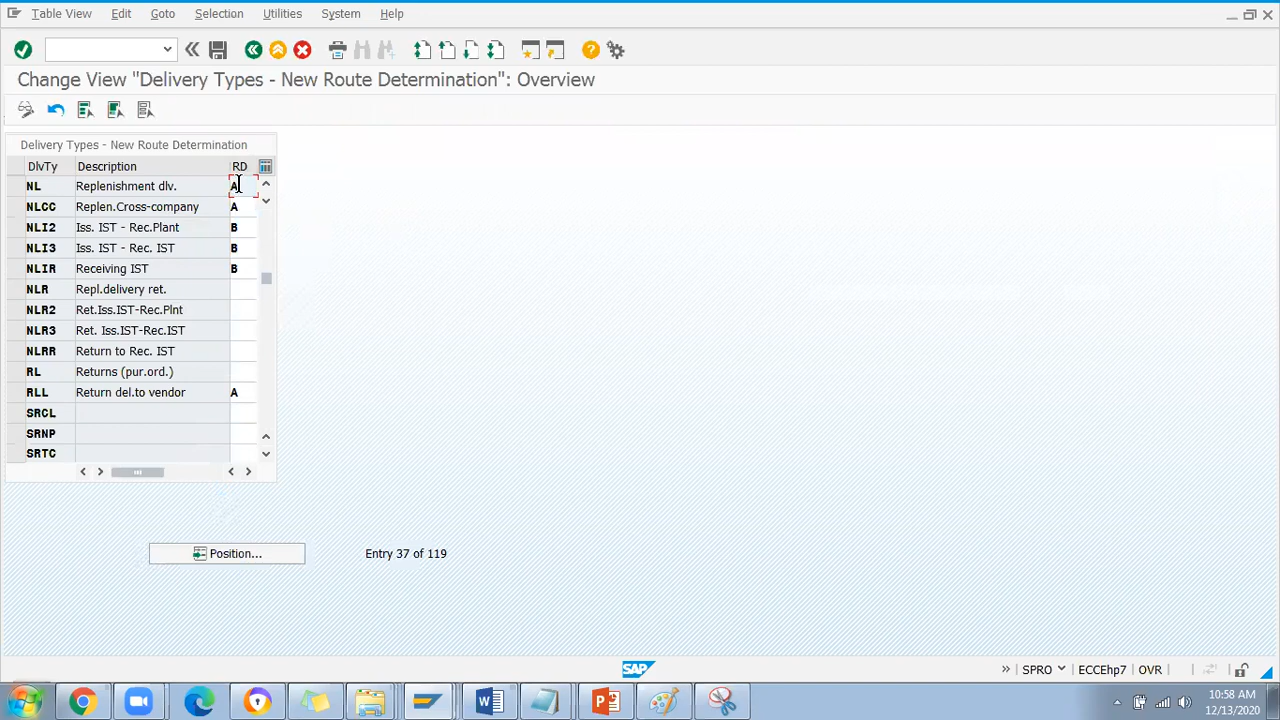 Table View Edit Goto Selection Utilities System Help
Change View "Delivery Types - New Route Determination": Overview
Delivery Types - New Route Determination
DlvTy Description RD
NL Replenishment dlv. A
NLCC Replen.Cross-company A
NLI2 Iss. IST - Rec.Plant B
NLI3 Iss. IST - Rec. IST B
NLIR Receiving IST B
NLR Repl.delivery ret.
NLR2 Ret.Iss.IST-Rec.Plnt
NLR3 Ret. Iss.IST-Rec.IST
NLRR Return to Rec. IST
RL Returns (pur.ord.)
RLL Return del.to vendor A
SRCL
SRNP
SRTC
Position... Entry 37 of 119
SAP SPRO ECCEhp7 OVR
10:58 AM
12/13/2020